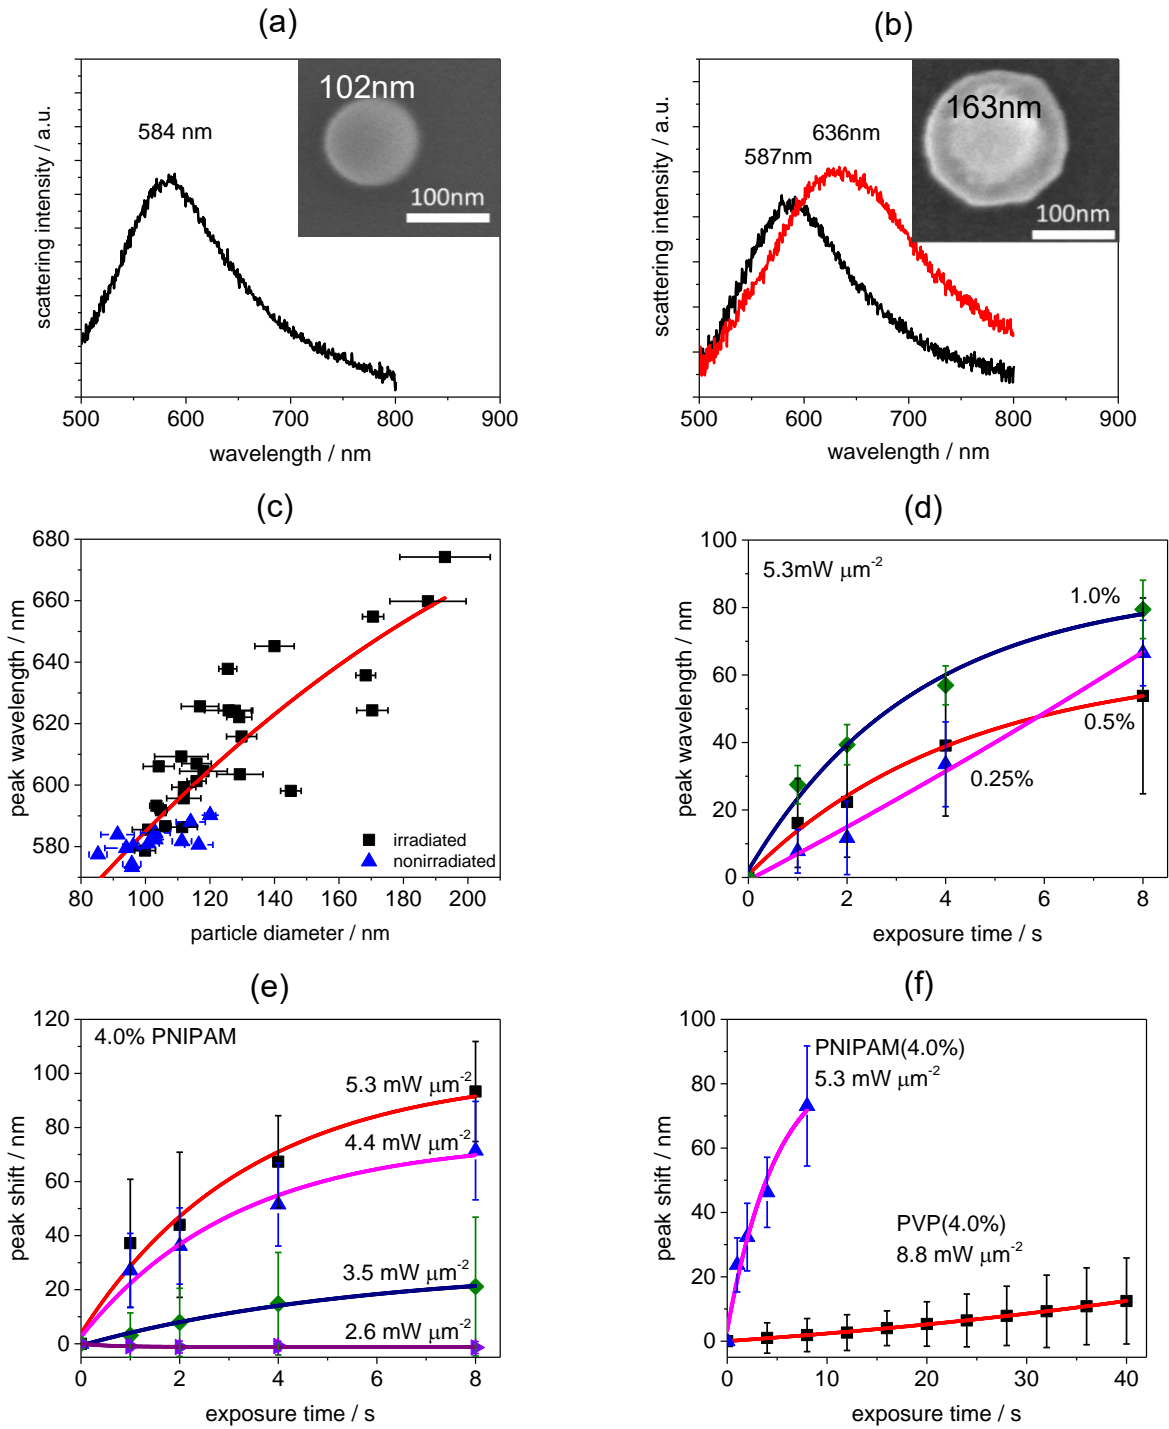 (a)
102nm
584 nm
100nm
scattering intensity / a.u.
500 600 700 800 900
wavelength / nm
(b)
163nm
636nm
587nm
100nm
scattering intensity / a.u.
500 600 700 800 900
wavelength / nm
(c)
680
660
640
620
600
580
peak wavelength / nm
irradiated
nonirradiated
80 100 120 140 160 180 200
particle diameter / nm
(d)
100
80
60
40
20
0
peak wavelength / nm
5.3mW μm⁻²
1.0%
0.5%
0.25%
0 2 4 6 8
exposure time / s
(e)
120
100
80
60
40
20
0
peak shift / nm
4.0% PNIPAM
5.3 mW μm⁻²
4.4 mW μm⁻²
3.5 mW μm⁻²
2.6 mW μm⁻²
0 2 4 6 8
exposure time / s
(f)
100
80
60
40
20
0
peak shift / nm
PNIPAM(4.0%)
5.3 mW μm⁻²
PVP(4.0%)
8.8 mW μm⁻²
0 10 20 30 40
exposure time / s